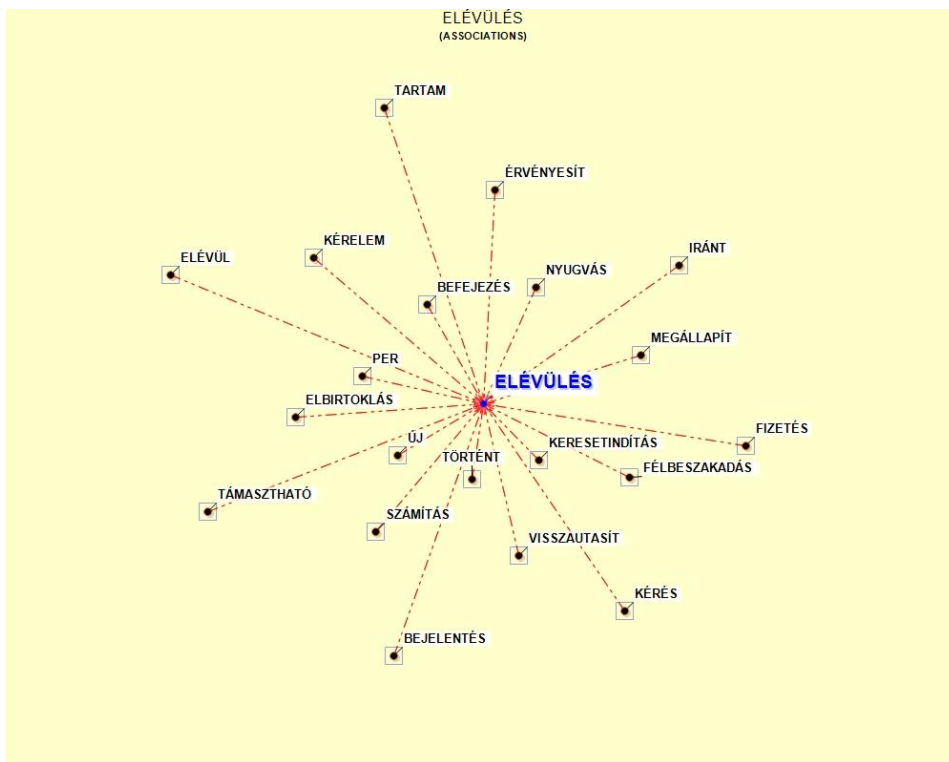 ELÉVÜLÉS
(ASSOCIATIONS)
TARTAM
ÉRVÉNYESÍT
KÉRELEM
IRÁNT
ELÉVÜL
NYUGVÁS
BEFEJEZÉS
MEGÁLLAPÍT
PER
ELÉVÜLÉS
ELBIRTOKLÁS
FIZETÉS
ÚJ
KERESETINDÍTÁS
TÖRTÉNT
FÉLBESZAKADÁS
TÁMASZTHATÓ
SZÁMÍTÁS
VISSZAUTASÍT
KÉRÉS
BEJELENTÉS